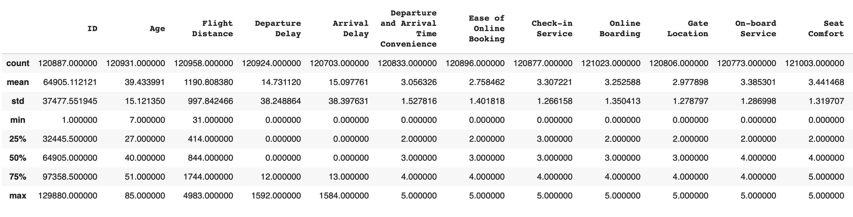 ID Age Flight Distance Departure Delay Arrival Delay Departure and Arrival Time Convenience Ease of Online Booking Check-in Service Online Boarding Gate Location On-board Service Seat Comfort
count 120887.000000 120931.000000 120958.000000 120924.000000 120703.000000 120833.000000 120896.000000 120877.000000 121023.000000 120806.000000 120773.000000 121003.000000
mean 64905.112121 39.433991 1190.808380 14.731120 15.097761 3.056326 2.758462 3.307221 3.252588 2.977898 3.385301 3.441468
std 37477.551945 15.121350 997.842466 38.248864 38.397631 1.527816 1.401818 1.266158 1.350413 1.278797 1.286998 1.319707
min 1.000000 7.000000 31.000000 0.000000 0.000000 0.000000 0.000000 0.000000 0.000000 0.000000 0.000000 0.000000
25% 32445.500000 27.000000 414.000000 0.000000 0.000000 2.000000 2.000000 3.000000 2.000000 2.000000 2.000000 2.000000
50% 64905.000000 40.000000 844.000000 0.000000 0.000000 3.000000 3.000000 3.000000 3.000000 3.000000 4.000000 4.000000
75% 97358.500000 51.000000 1744.000000 12.000000 13.000000 4.000000 4.000000 4.000000 4.000000 4.000000 4.000000 5.000000
max 129880.000000 85.000000 4983.000000 1592.000000 1584.000000 5.000000 5.000000 5.000000 5.000000 5.000000 5.000000 5.000000